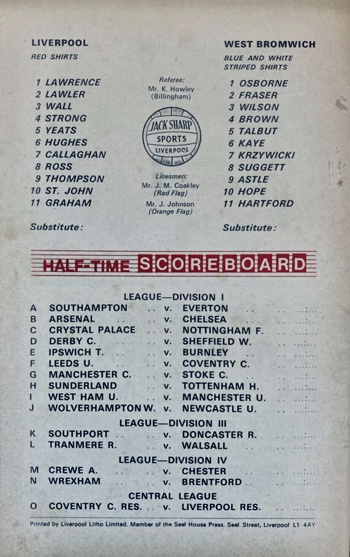 LIVERPOOL
RED SHIRTS
1 LAWRENCE
2 LAWLER
3 WALL
4 STRONG
5 YEATS
6 HUGHES
7 CALLAGHAN
8 ROSS
9 THOMPSON
10 ST. JOHN
11 GRAHAM
Substitute:
Referee:
Mr. K. Howley
(Billingham)
JACK SHARP
SPORTS
LIVERPOOL
Linesmen:
Mr. J. M. Coakley
(Red Flag)
Mr. J. Johnson
(Orange Flag)
WEST BROMWICH
BLUE AND WHITE
STRIPED SHIRTS
1 OSBORNE
2 FRASER
3 WILSON
4 BROWN
5 TALBUT
6 KAYE
7 KRZYWICKI
8 SUGGETT
9 ASTLE
10 HOPE
11 HARTFORD
Substitute:
HALF-TIME SCOREBOARD
LEAGUE—DIVISION I
A SOUTHAMPTON .. v. EVERTON
B ARSENAL .. v. CHELSEA
C CRYSTAL PALACE .. v. NOTTINGHAM F.
D DERBY C. .. v. SHEFFIELD W.
E IPSWICH T. .. v. BURNLEY
F LEEDS U. .. v. COVENTRY C.
G MANCHESTER C. .. v. STOKE C.
H SUNDERLAND .. v. TOTTENHAM H.
I WEST HAM U. .. v. MANCHESTER U.
J WOLVERHAMPTON W. v. NEWCASTLE U.
LEAGUE—DIVISION III
K SOUTHPORT .. v. DONCASTER R.
L TRANMERE R. .. v. WALSALL
LEAGUE—DIVISION IV
M CREWE A. .. v. CHESTER
N WREXHAM .. v. BRENTFORD
CENTRAL LEAGUE
O COVENTRY C. RES. .. v. LIVERPOOL RES.
Printed by Liverpool Litho Limited. Member of the Seel House Press. Seel Street, Liverpool L1 4AY